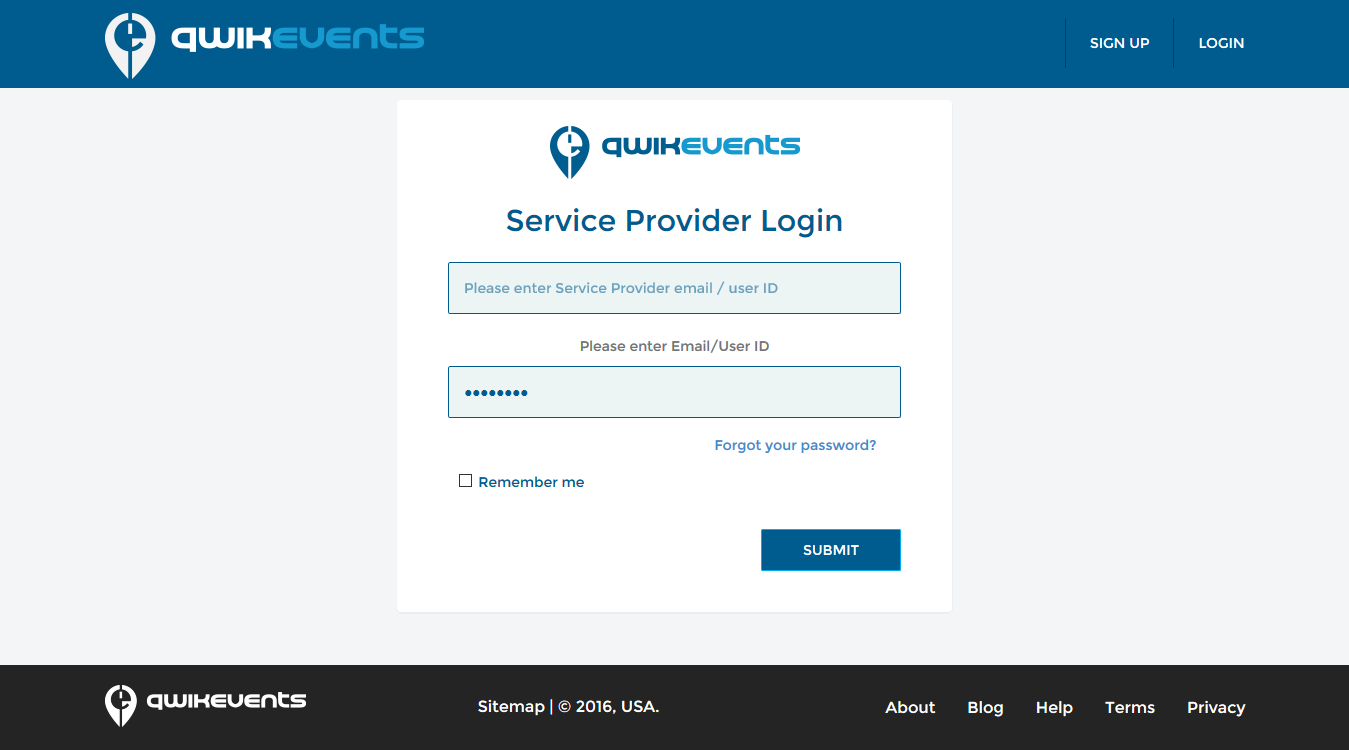 qwikevents
SIGN UP
LOGIN
qwikevents
Service Provider Login
Please enter Service Provider email / user ID
Please enter Email/User ID
••••••••
Forgot your password?
Remember me
SUBMIT
qwikevents
Sitemap | © 2016, USA.
About
Blog
Help
Terms
Privacy